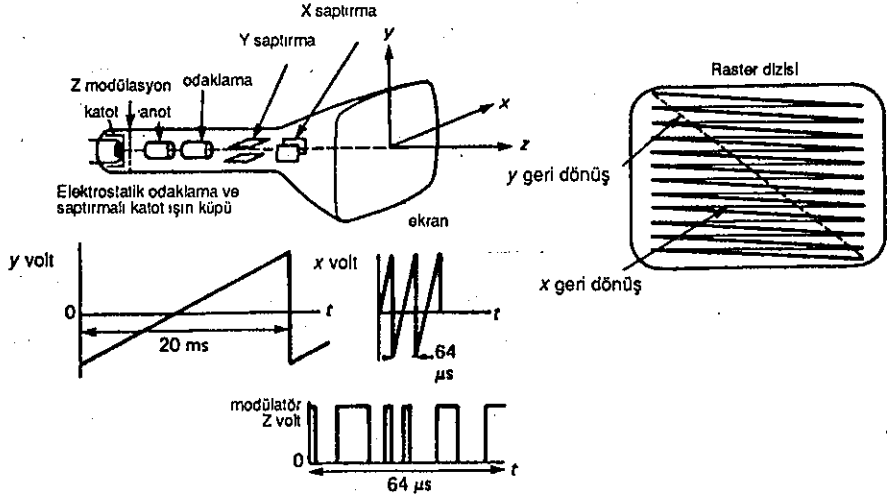 X saptırma
Y saptırma
Z modülasyon
odaklama
katot
anot
y
x
z
Elektrostatik odaklama ve
saptırmalı katot ışın küpü
ekran
Raster dizisi
y geri dönüş
x geri dönüş
y volt
0
t
20 ms
x volt
t
64
µs
modülatör
Z volt
0
t
64 µs